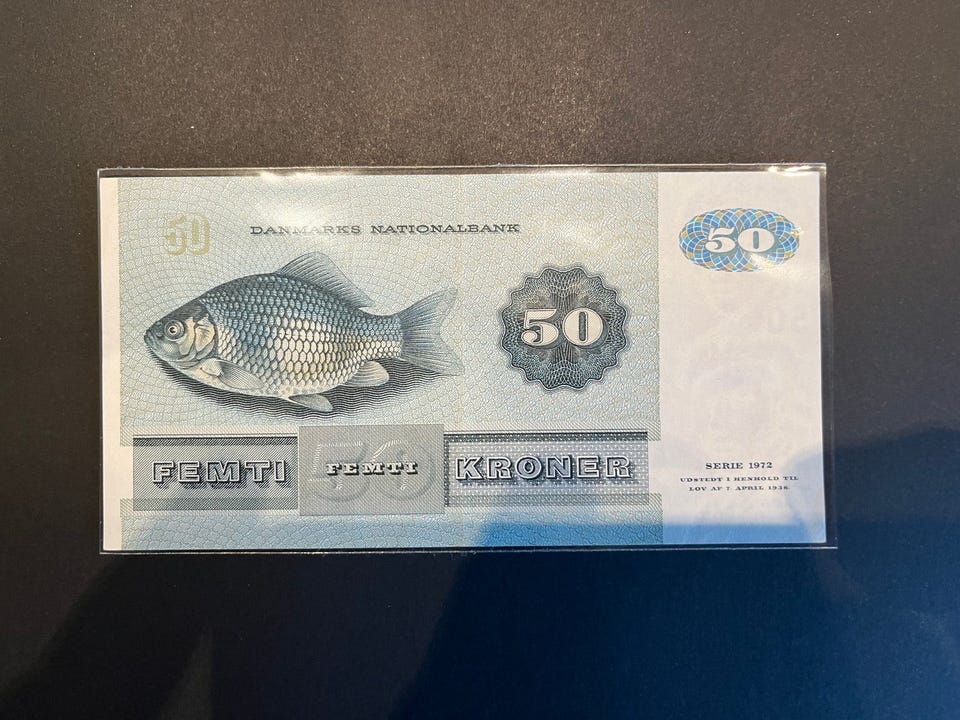 50
DANMARKS NATIONALBANK
50
50
FEMTI FEMTI KRONER
SERIE 1972
UDSTEDT I HENHOLD TIL
LOV AF 7. APRIL 1936.